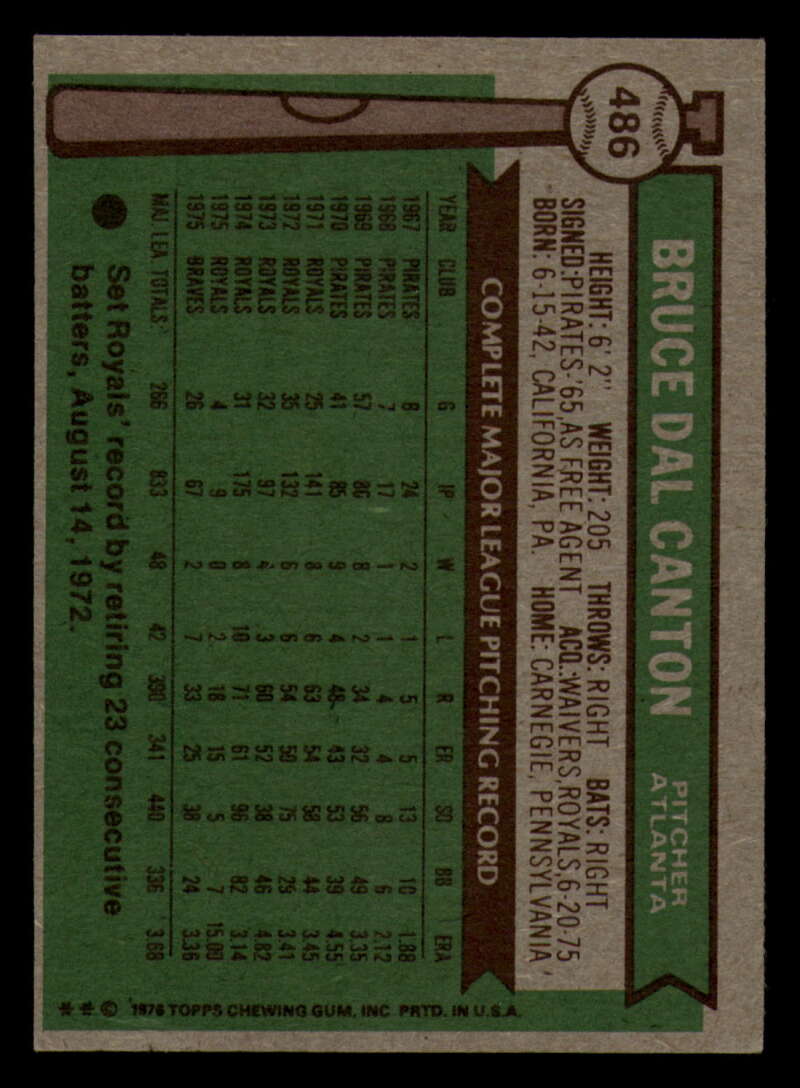 486
BRUCE DAL CANTON
PITCHER
ATLANTA
HEIGHT: 6' 2" WEIGHT: 205 THROWS: RIGHT BATS: RIGHT
SIGNED: PIRATES-'65, AS FREE AGENT ACQ.: WAIVERS, ROYALS, 6-20-75
BORN: 6-15-42, CALIFORNIA, PA. HOME: CARNEGIE, PENNSYLVANIA
COMPLETE MAJOR LEAGUE PITCHING RECORD
YEAR CLUB G IP W L R ER SO BB ERA
1967 PIRATES 8 24 2 1 5 5 13 10 1.88
1968 PIRATES 7 17 1 1 4 4 8 6 2.12
1969 PIRATES 57 86 8 2 34 32 56 49 3.35
1970 PIRATES 41 85 9 4 48 43 53 39 4.55
1971 ROYALS 25 141 8 6 63 54 58 44 3.45
1972 ROYALS 35 132 6 6 54 50 75 29 3.41
1973 ROYALS 32 97 4 3 60 52 38 46 4.82
1974 ROYALS 31 175 8 10 71 61 96 82 3.14
1975 ROYALS 4 9 0 2 18 15 5 7 15.00
1975 BRAVES 26 67 2 7 33 25 38 24 3.36
MAJ LEA TOTALS 266 833 48 42 390 341 440 336 3.68
Set Royals' record by retiring 23 consecutive
batters, August 14, 1972.
** © 1976 TOPPS CHEWING GUM, INC. PRTD. IN U.S.A.